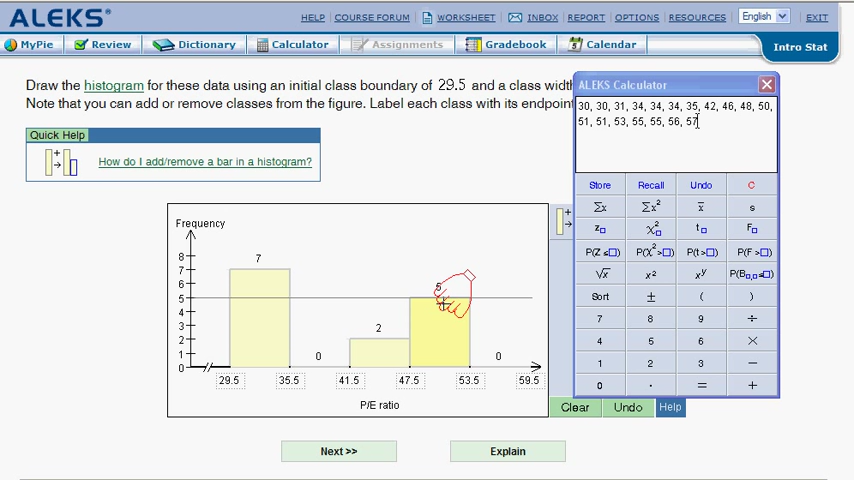 ALEKS®
HELP COURSE FORUM WORKSHEET INBOX REPORT OPTIONS RESOURCES English EXIT
MyPie Review Dictionary Calculator Assignments Gradebook Calendar Intro Stat
Draw the histogram for these data using an initial class boundary of 29.5 and a class widt
Note that you can add or remove classes from the figure. Label each class with its endpoint
Quick Help
How do I add/remove a bar in a histogram?
ALEKS Calculator
30, 30, 31, 34, 34, 34, 35, 42, 46, 48, 50,
51, 51, 53, 55, 55, 56, 57
Store Recall Undo C
Σx Σx² x̄ s
z□ χ²□ t□ F□
P(Z ≤□) P(χ²>□) P(t>□) P(F >□)
√x x² xʸ P(B□,□≤□)
Sort ± ( )
7 8 9 ÷
4 5 6 ×
1 2 3 −
0 . = +
Frequency
8
7
6
5
4
3
2
1
0
7 0 2 5 0
29.5 35.5 41.5 47.5 53.5 59.5
P/E ratio
Clear Undo Help
Next >> Explain